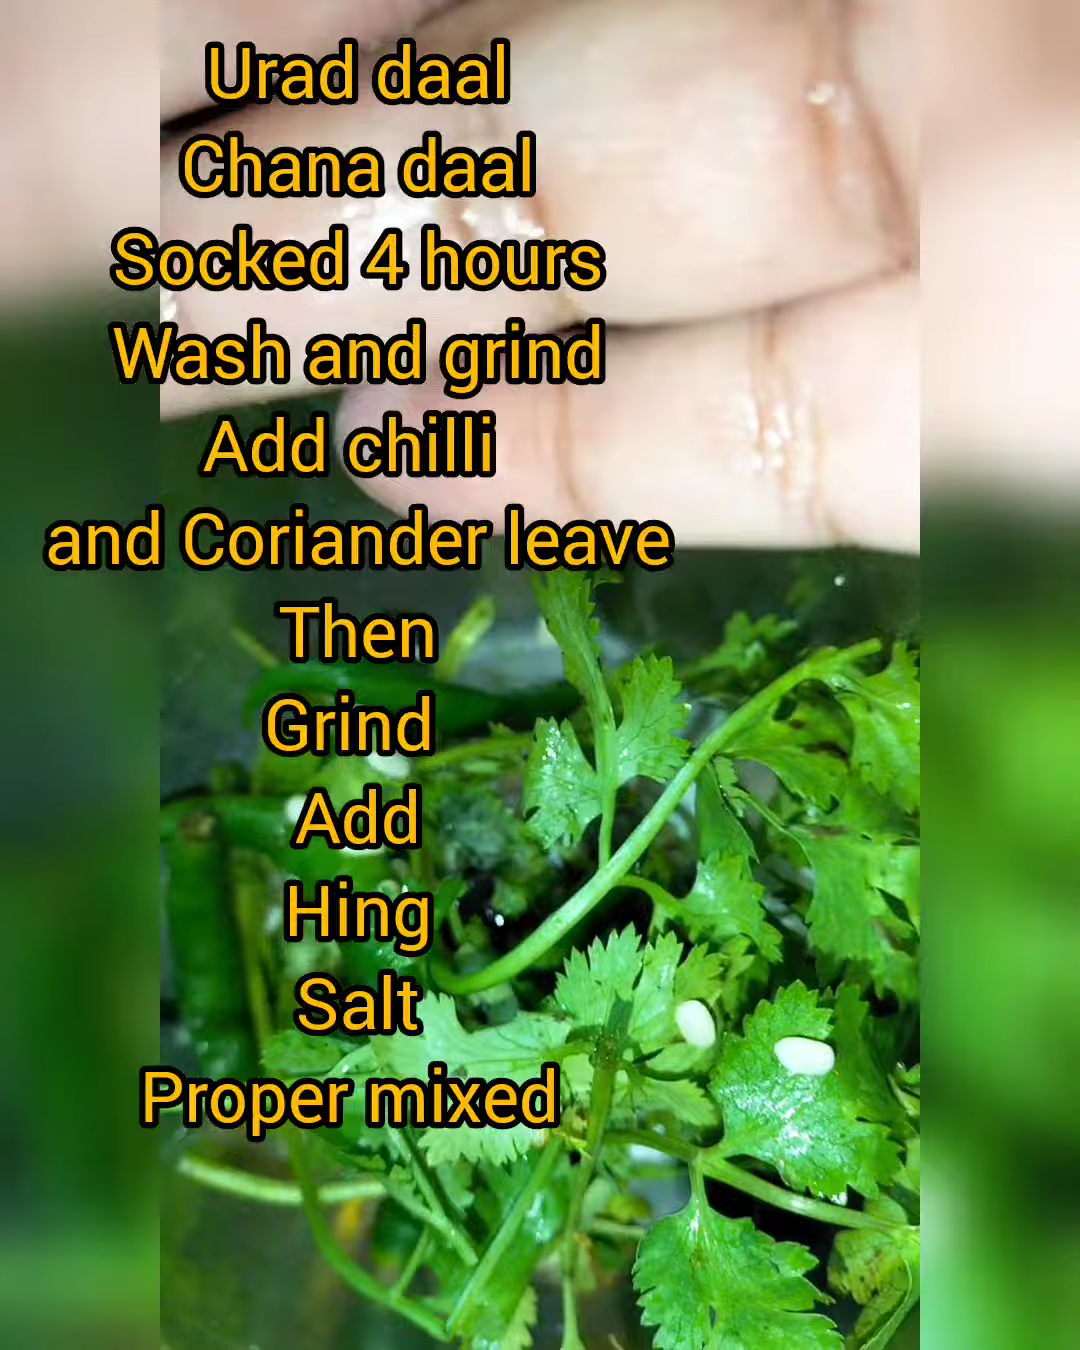 Urad daal
Chana daal
Socked 4 hours
Wash and grind
Add chilli
and Coriander leave
Then
Grind
Add
Hing
Salt
Proper mixed